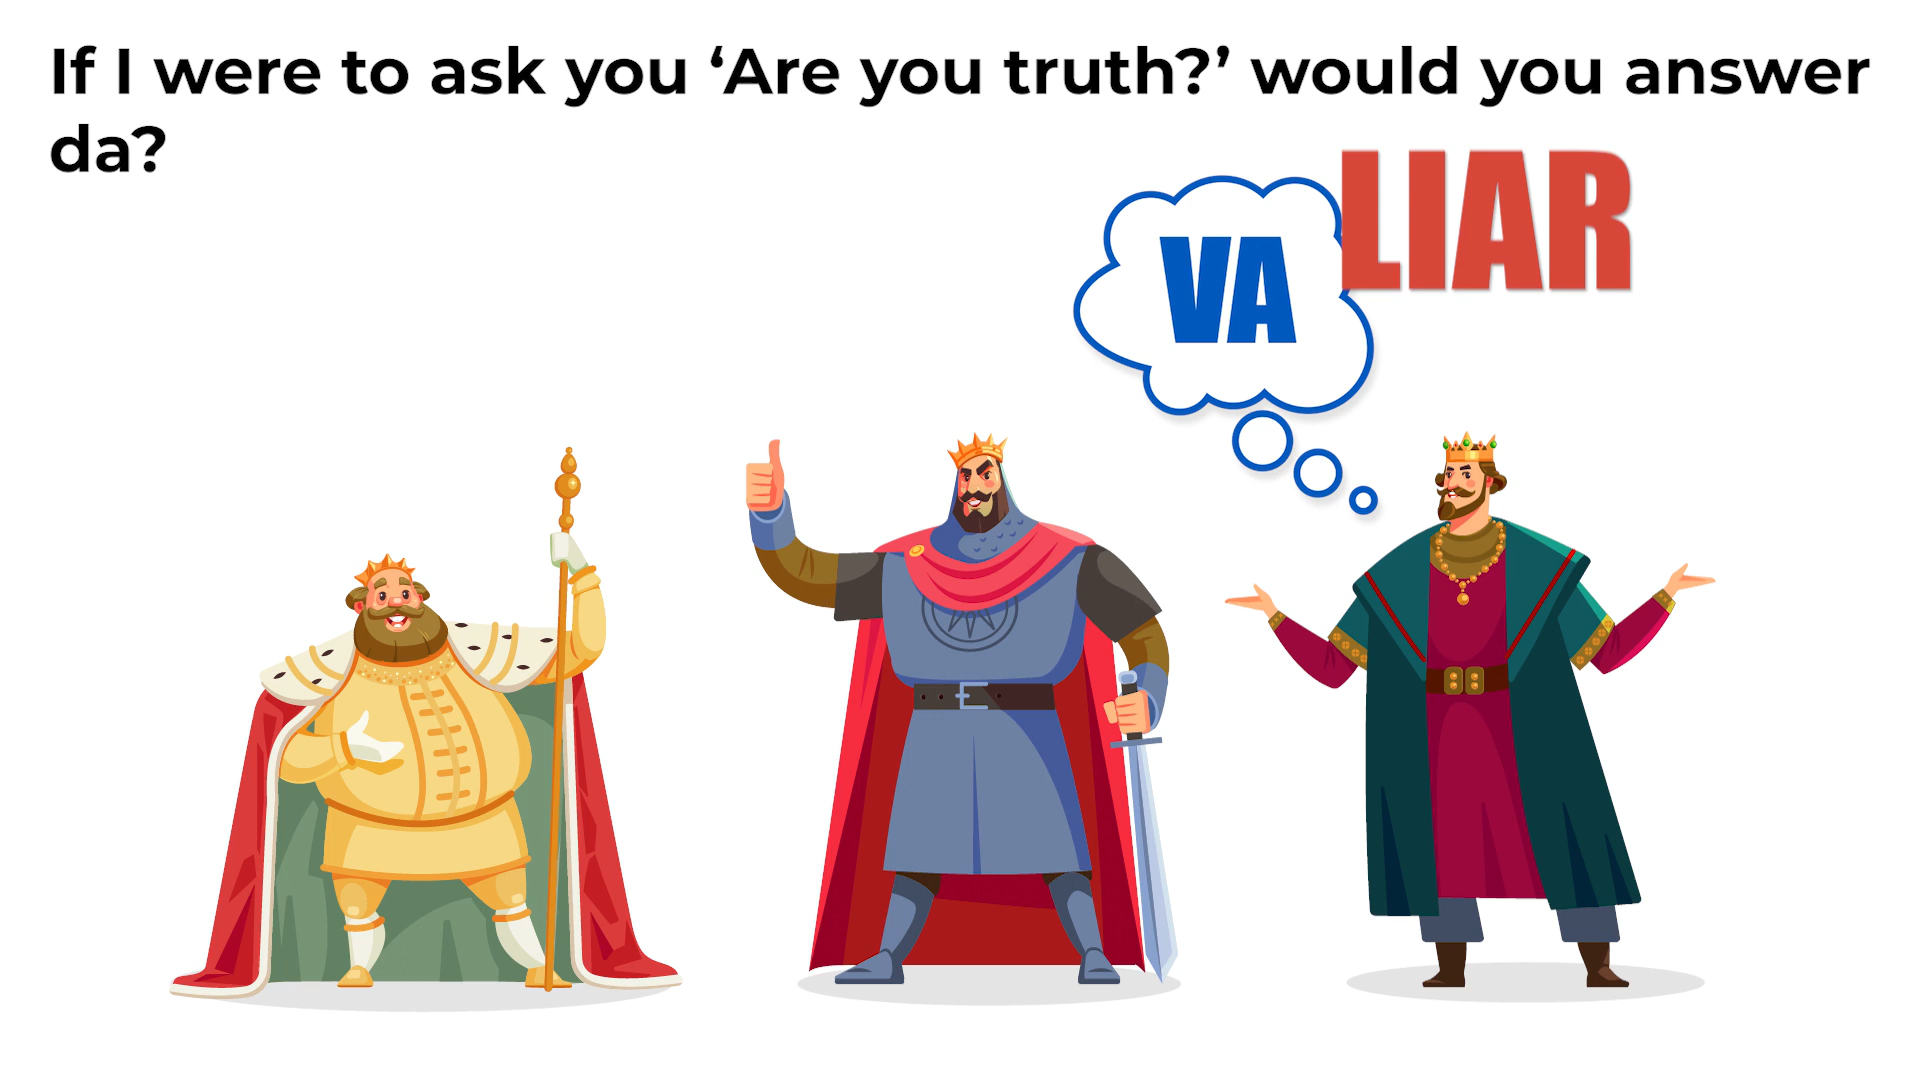 If I were to ask you ‘Are you truth?’ would you answer
da?
LIAR
VA